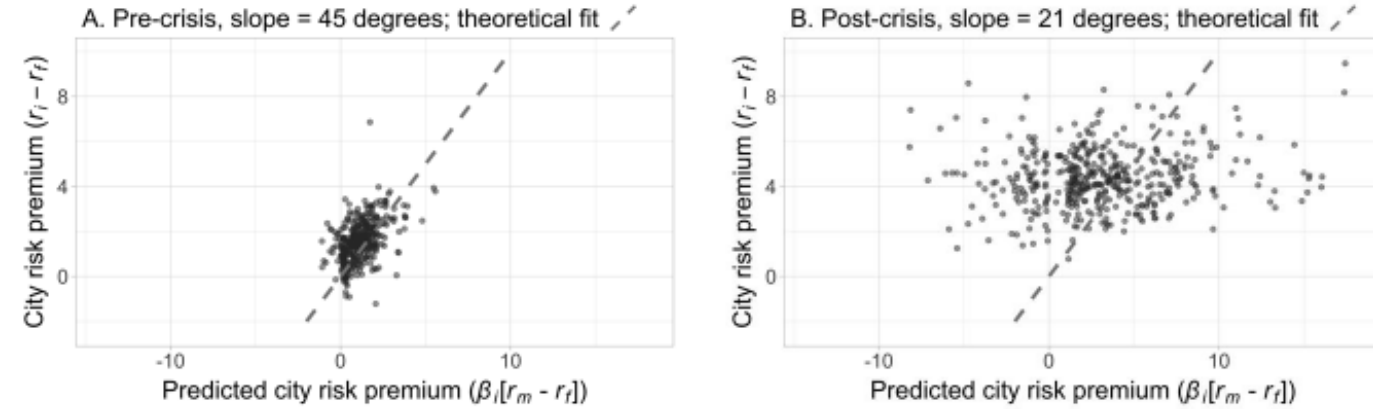 A. Pre-crisis, slope = 45 degrees; theoretical fit
City risk premium (rᵢ – r_f)
8
4
0
-10 0 10
Predicted city risk premium (βᵢ[rₘ - r_f])
B. Post-crisis, slope = 21 degrees; theoretical fit
City risk premium (rᵢ – r_f)
8
4
0
-10 0 10
Predicted city risk premium (βᵢ[rₘ - r_f])